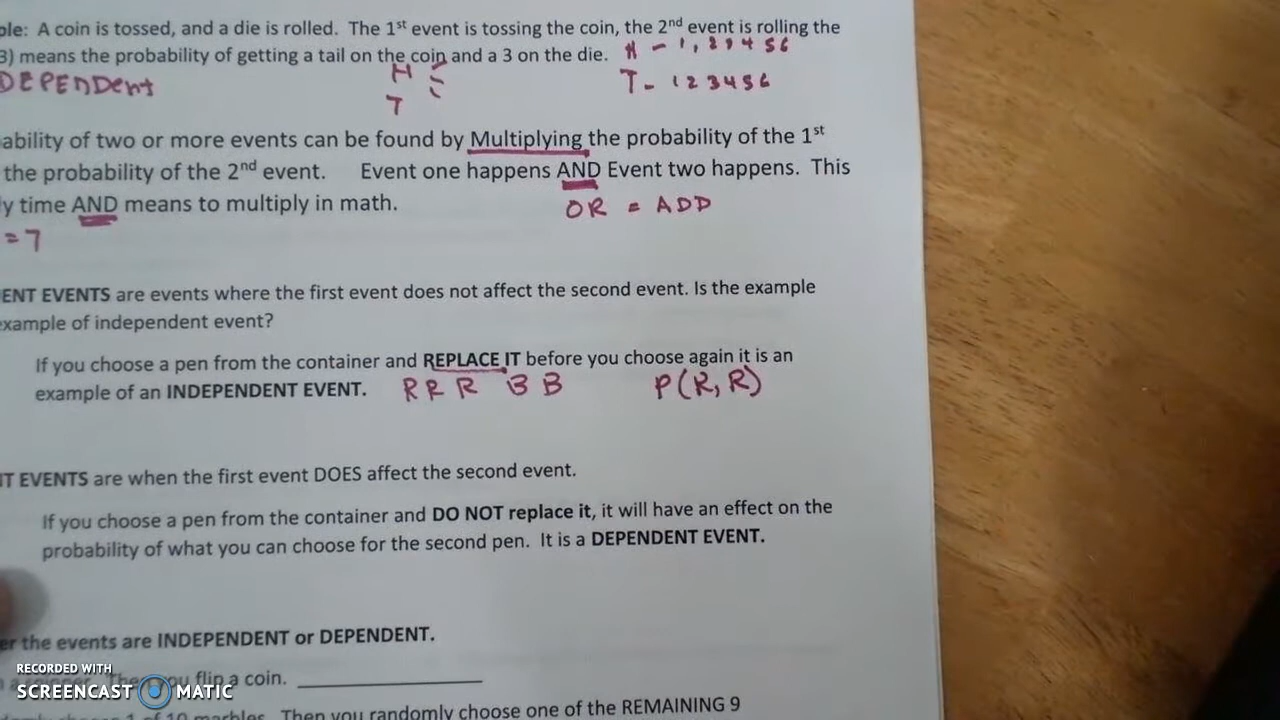 ple: A coin is tossed, and a die is rolled. The 1st event is tossing the coin, the 2nd event is rolling the
3) means the probability of getting a tail on the coin and a 3 on the die. H - 1, 2 3 4 5 6
DEPENDENT H
T
T - 1 2 3 4 5 6
ability of two or more events can be found by Multiplying the probability of the 1st
the probability of the 2nd event. Event one happens AND Event two happens. This
y time AND means to multiply in math. OR = ADD
= 7
ENT EVENTS are events where the first event does not affect the second event. Is the example
example of independent event?
If you choose a pen from the container and REPLACE IT before you choose again it is an
example of an INDEPENDENT EVENT. R R R B B P(R,R)
T EVENTS are when the first event DOES affect the second event.
If you choose a pen from the container and DO NOT replace it, it will have an effect on the
probability of what you can choose for the second pen. It is a DEPENDENT EVENT.
er the events are INDEPENDENT or DEPENDENT.
RECORDED WITH
SCREENCAST MATIC
a spinner. Then you flip a coin.
1 of 10 marbles. Then you randomly choose one of the REMAINING 9